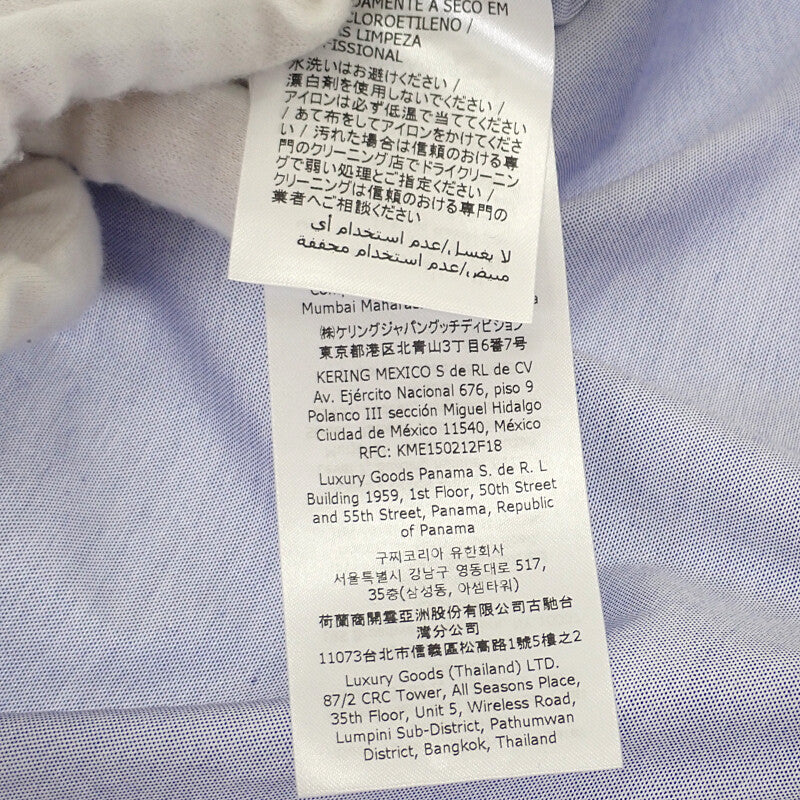 AMENTE A SECO EM
CLOROETILENO /
LIMPEZA
水洗いはお避けください /
漂白剤を使用しないでください /
アイロンは必ず低温で当ててください
/ あて布をしてアイロンをかけてくださ
い / 汚れた場合は信頼のおける専
門のクリーニング店でドライクリーニン
グで弱い処理とご指定ください /
クリーニングは信頼のおける専門の
業者へご相談ください
لا يغسل/عدم استخدام أي
مبيض/عدم استخدام مجففة
Mumbai
㈱ケリングジャパングッチディビジョン
東京都港区北青山3丁目6番7号
KERING MEXICO S de RL de CV
Av. Ejército Nacional 676, piso 9
Polanco III sección Miguel Hidalgo
Ciudad de México 11540, México
RFC: KME150212F18
Luxury Goods Panama S. de R. L
Building 1959, 1st Floor, 50th Street
and 55th Street, Panama, Republic
of Panama
구찌코리아 유한회사
서울특별시 강남구 영동대로 517,
35층(삼성동, 아셈타워)
荷蘭商開雲亞洲股份有限公司古馳台
灣分公司
11073台北市信義區松高路1號5樓之2
Luxury Goods (Thailand) LTD.
87/2 CRC Tower, All Seasons Place,
35th Floor, Unit 5, Wireless Road,
Lumpini Sub-District, Pathumwan
District, Bangkok, Thailand